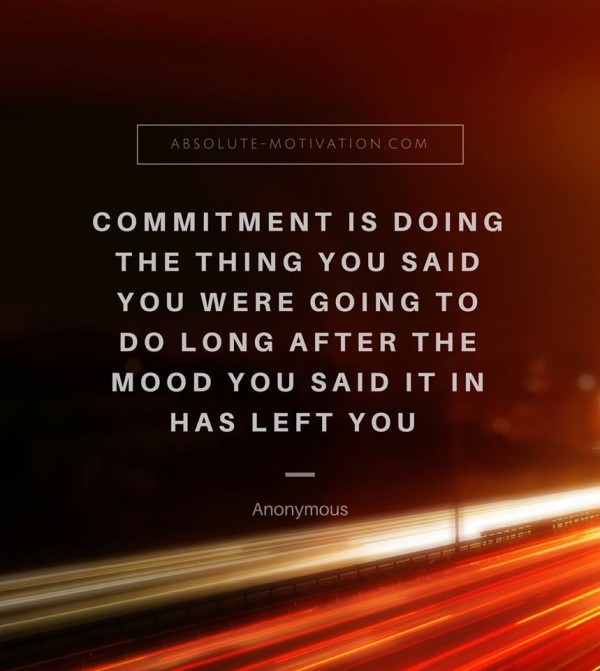 ABSOLUTE-MOTIVATION.COM
COMMITMENT IS DOING
THE THING YOU SAID
YOU WERE GOING TO
DO LONG AFTER THE
MOOD YOU SAID IT IN
HAS LEFT YOU
Anonymous